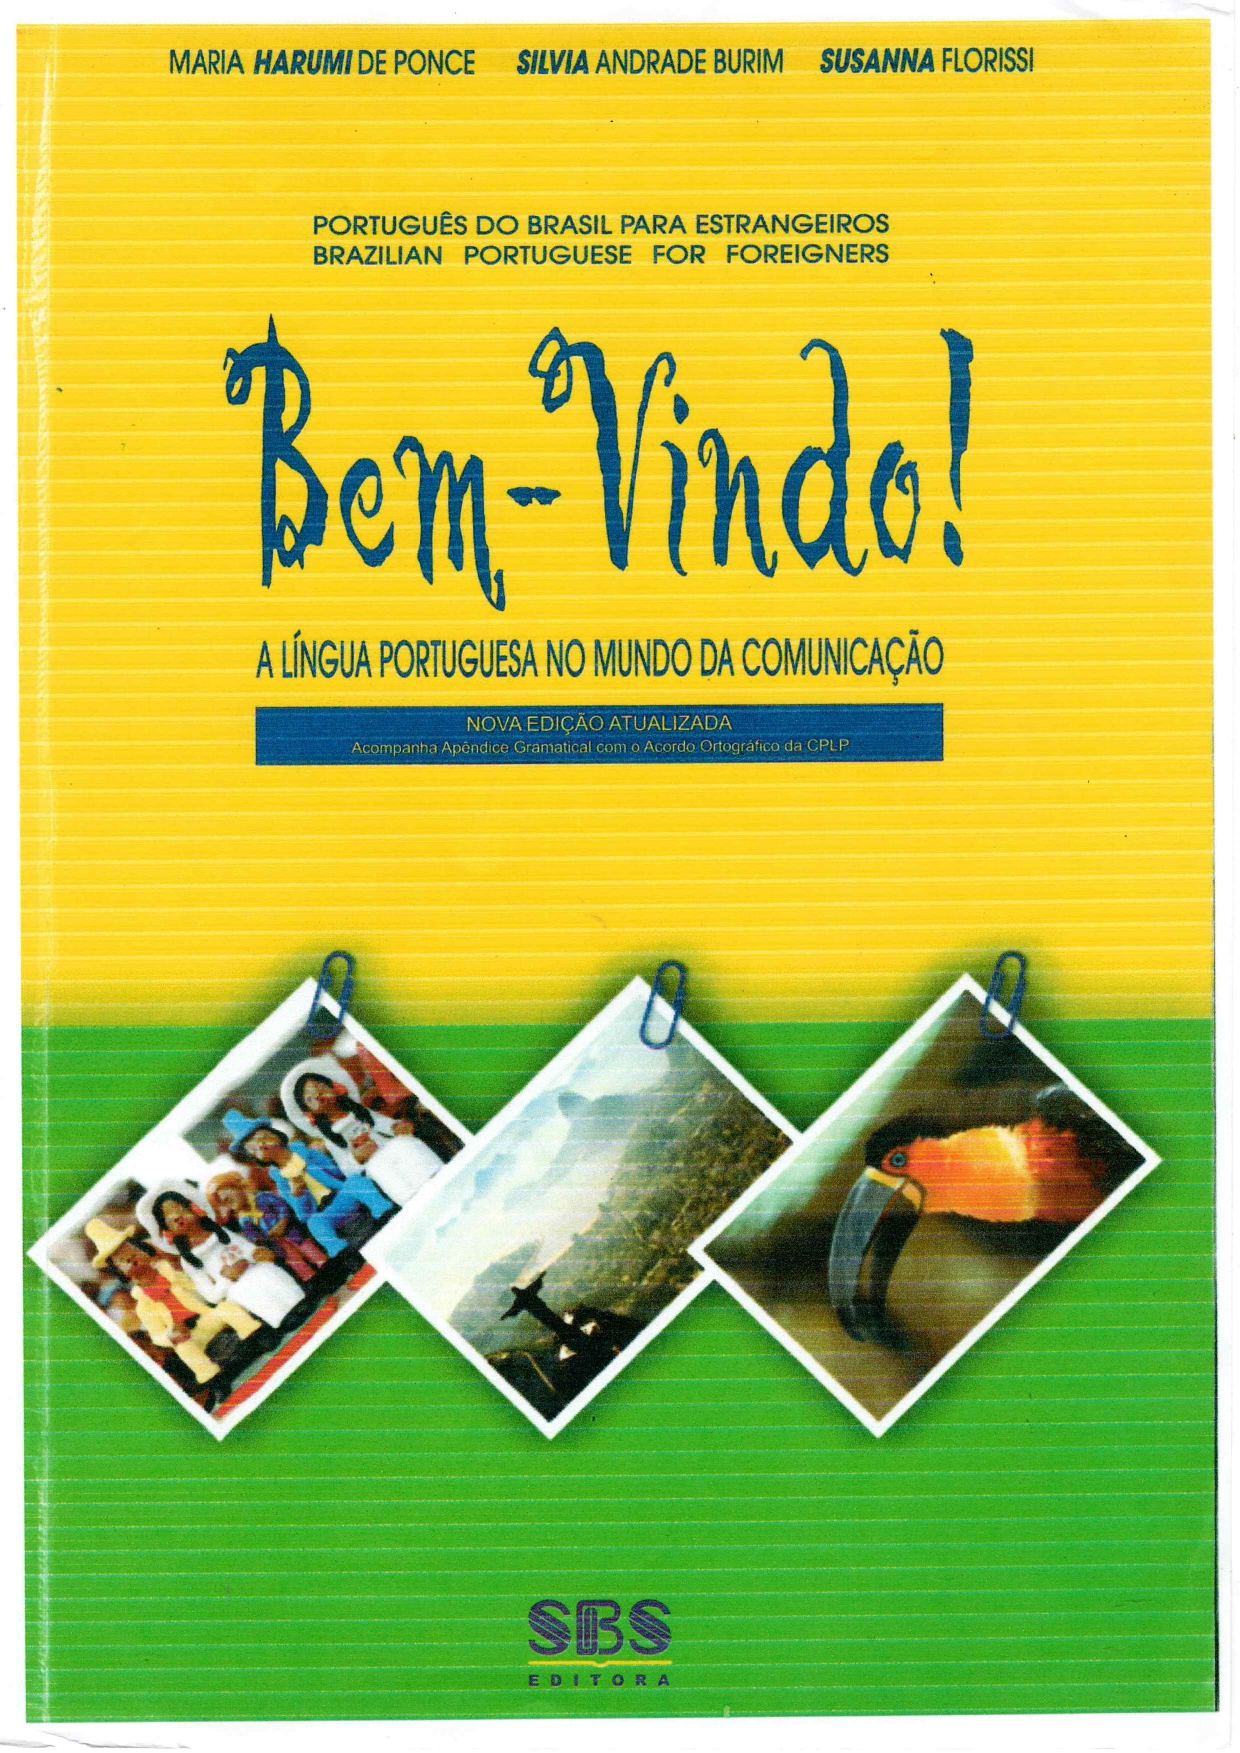 MARIA HARUMI DE PONCE SILVIA ANDRADE BURIM SUSANNA FLORISSI
PORTUGUÊS DO BRASIL PARA ESTRANGEIROS
BRAZILIAN PORTUGUESE FOR FOREIGNERS
Bem-Vindo!
A LÍNGUA PORTUGUESA NO MUNDO DA COMUNICAÇÃO
NOVA EDIÇÃO ATUALIZADA
Acompanha Apêndice Gramatical com o Acordo Ortográfico da CPLP
SBS
EDITORA